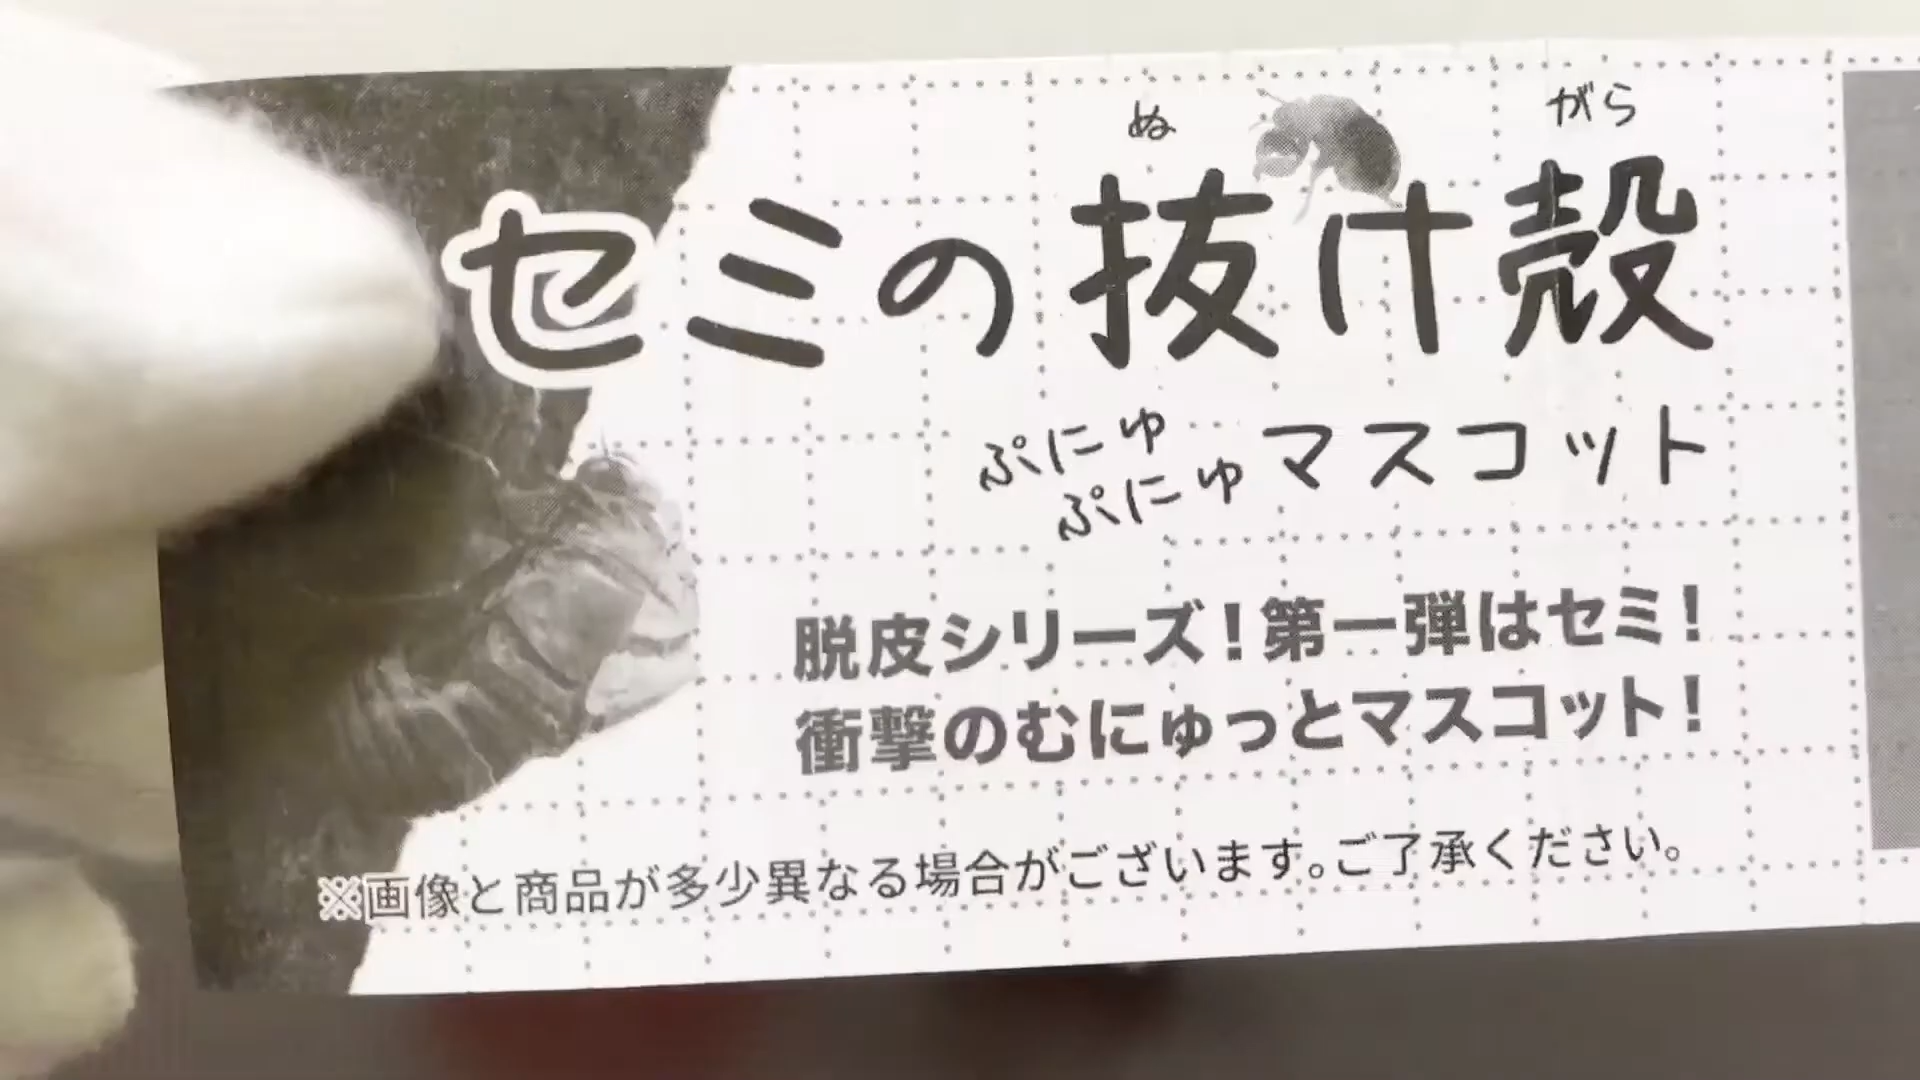 ぬ がら
セミの抜け殻
ぷにゅ
ぷにゅマスコット
脱皮シリーズ！第一弾はセミ！
衝撃のむにゅっとマスコット！
※画像と商品が多少異なる場合がございます。ご了承ください。